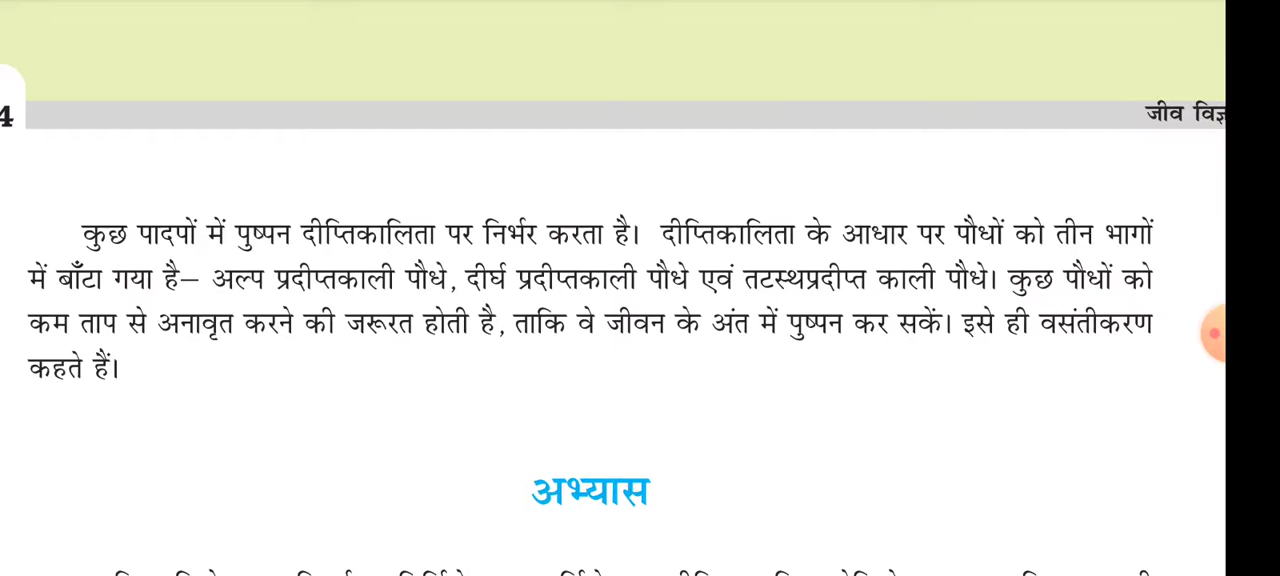 4
जीव विज्ञ
कुछ पादपों में पुष्पन दीप्तिकालिता पर निर्भर करता है। दीप्तिकालिता के आधार पर पौधों को तीन भागों
में बाँटा गया है– अल्प प्रदीप्तकाली पौधे, दीर्घ प्रदीप्तकाली पौधे एवं तटस्थप्रदीप्त काली पौधे। कुछ पौधों को
कम ताप से अनावृत करने की जरूरत होती है, ताकि वे जीवन के अंत में पुष्पन कर सकें। इसे ही वसंतीकरण
कहते हैं।
अभ्यास